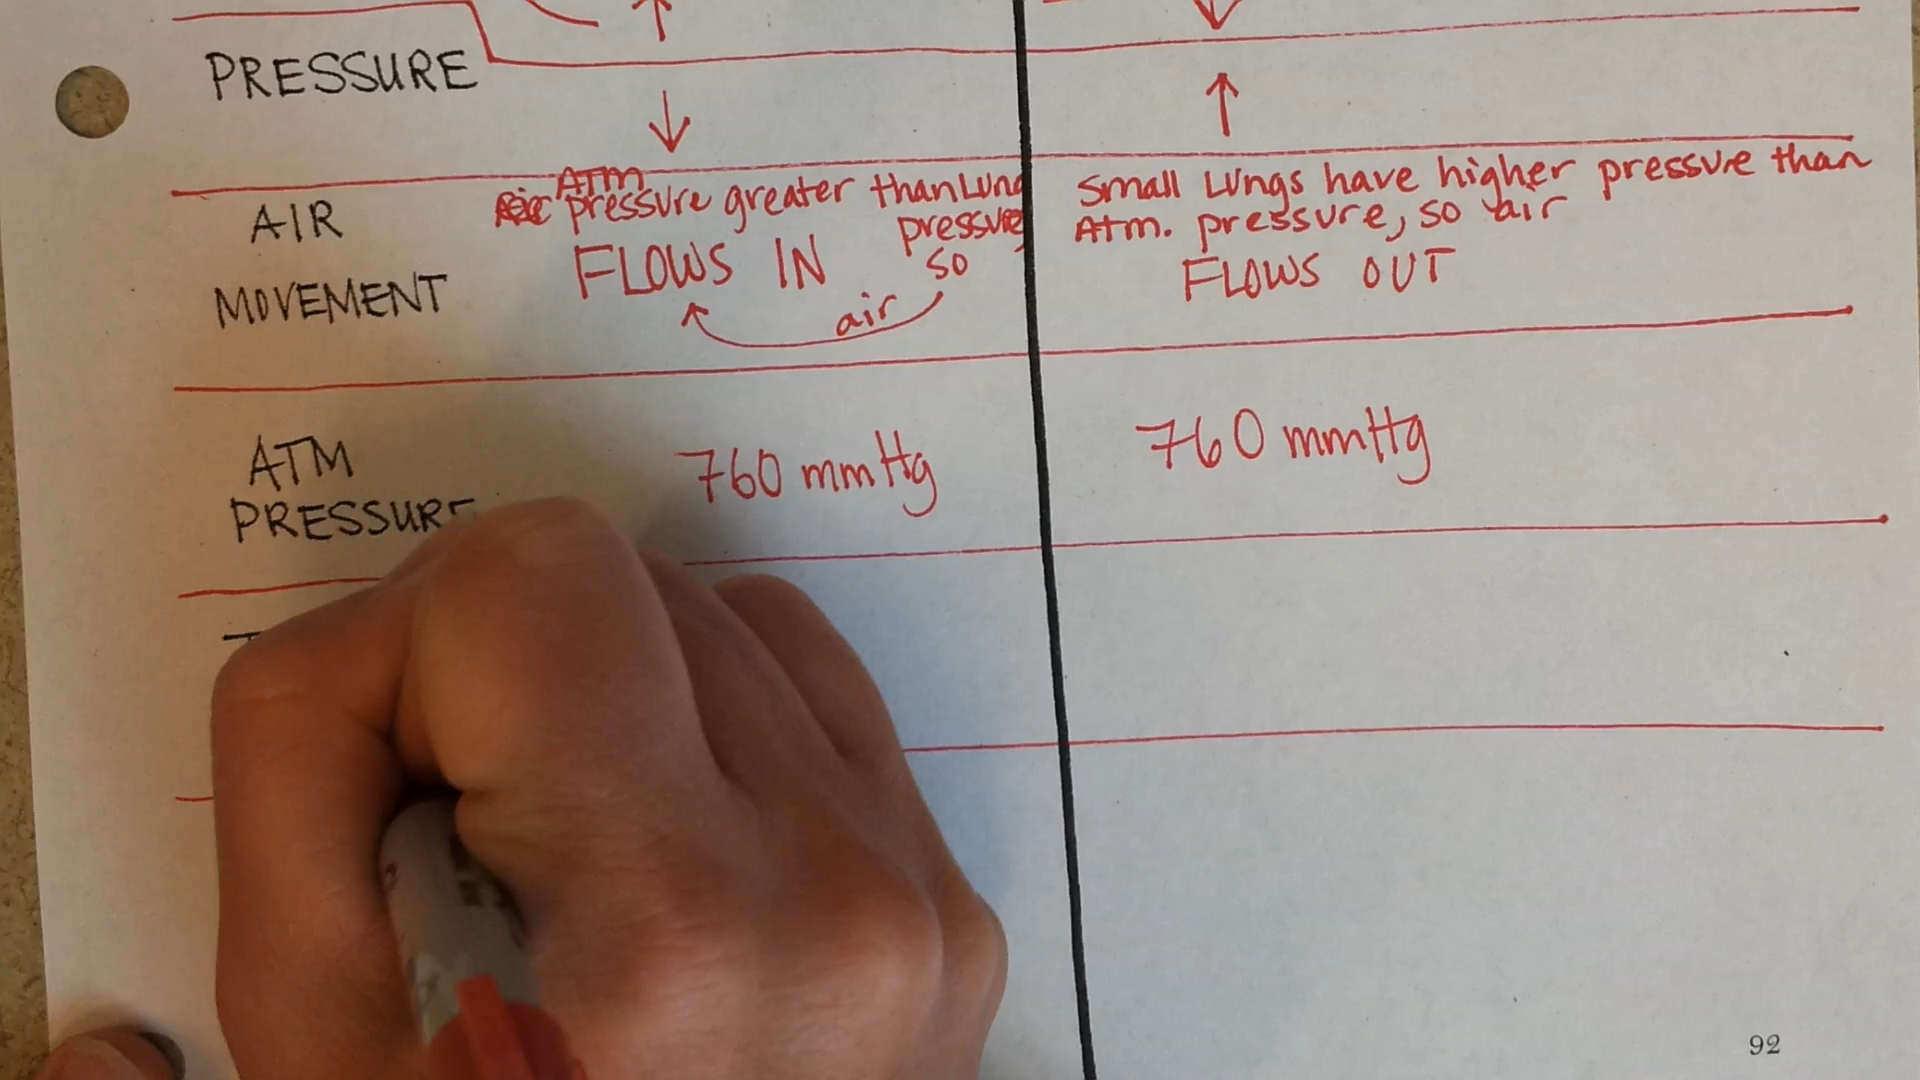 PRESSURE
AIR
MOVEMENT
ATM
pressure greater than Lung
pressure
so
FLOWS IN
air
Small Lungs have higher pressure than
Atm. pressure, so air
FLOWS OUT
ATM
PRESSURE
760 mmHg
760 mmHg
92